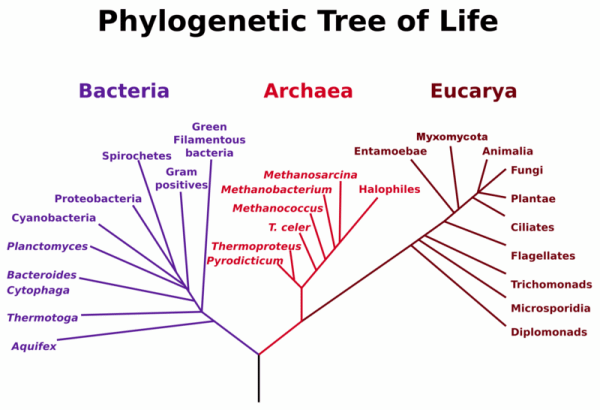 Phylogenetic Tree of Life
Bacteria
Archaea
Eucarya
Green
Filamentous
bacteria
Spirochetes
Gram
positives
Proteobacteria
Cyanobacteria
Planctomyces
Bacteroides
Cytophaga
Thermotoga
Aquifex
Methanosarcina
Methanobacterium
Halophiles
Methanococcus
T. celer
Thermoproteus
Pyrodicticum
Myxomycota
Entamoebae
Animalia
Fungi
Plantae
Ciliates
Flagellates
Trichomonads
Microsporidia
Diplomonads